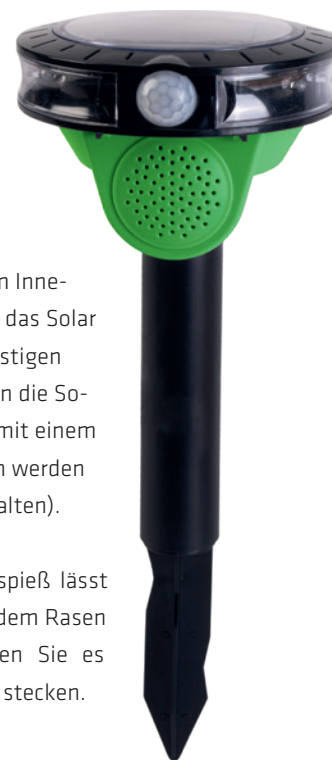 n Inne-
das Solar
stigen
n die So-
mit einem
n werden
alten).
spieß lässt
dem Rasen
en Sie es
stecken.